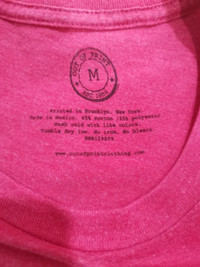 OUT OF PRINT
M
Printed in Brooklyn, New York.
Made in Mexico.
Wash cold with like colors.
Tumble dry low. No iron. No bleach
www.outofprintclothing.com